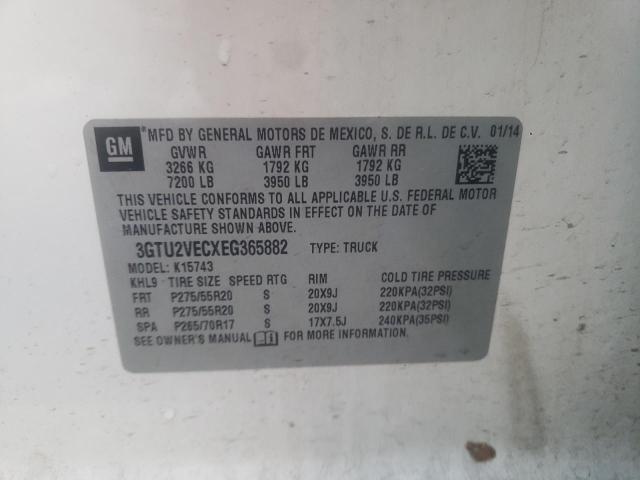 GM ® MFD BY GENERAL MOTORS DE MEXICO, S. DE R.L. DE C.V. 01/14
GVWR GAWR FRT GAWR RR
3266 KG 1792 KG 1792 KG
7200 LB 3950 LB 3950 LB
THIS VEHICLE CONFORMS TO ALL APPLICABLE U.S. FEDERAL MOTOR
VEHICLE SAFETY STANDARDS IN EFFECT ON THE DATE OF
MANUFACTURE SHOWN ABOVE.
3GTU2VECXEG365882 TYPE: TRUCK
MODEL: K15743
KHL9 TIRE SIZE SPEED RTG RIM COLD TIRE PRESSURE
FRT P275/55R20 S 20X9J 220KPA(32PSI)
RR P275/55R20 S 20X9J 220KPA(32PSI)
SPA P265/70R17 S 17X7.5J 240KPA(35PSI)
SEE OWNER'S MANUAL FOR MORE INFORMATION.